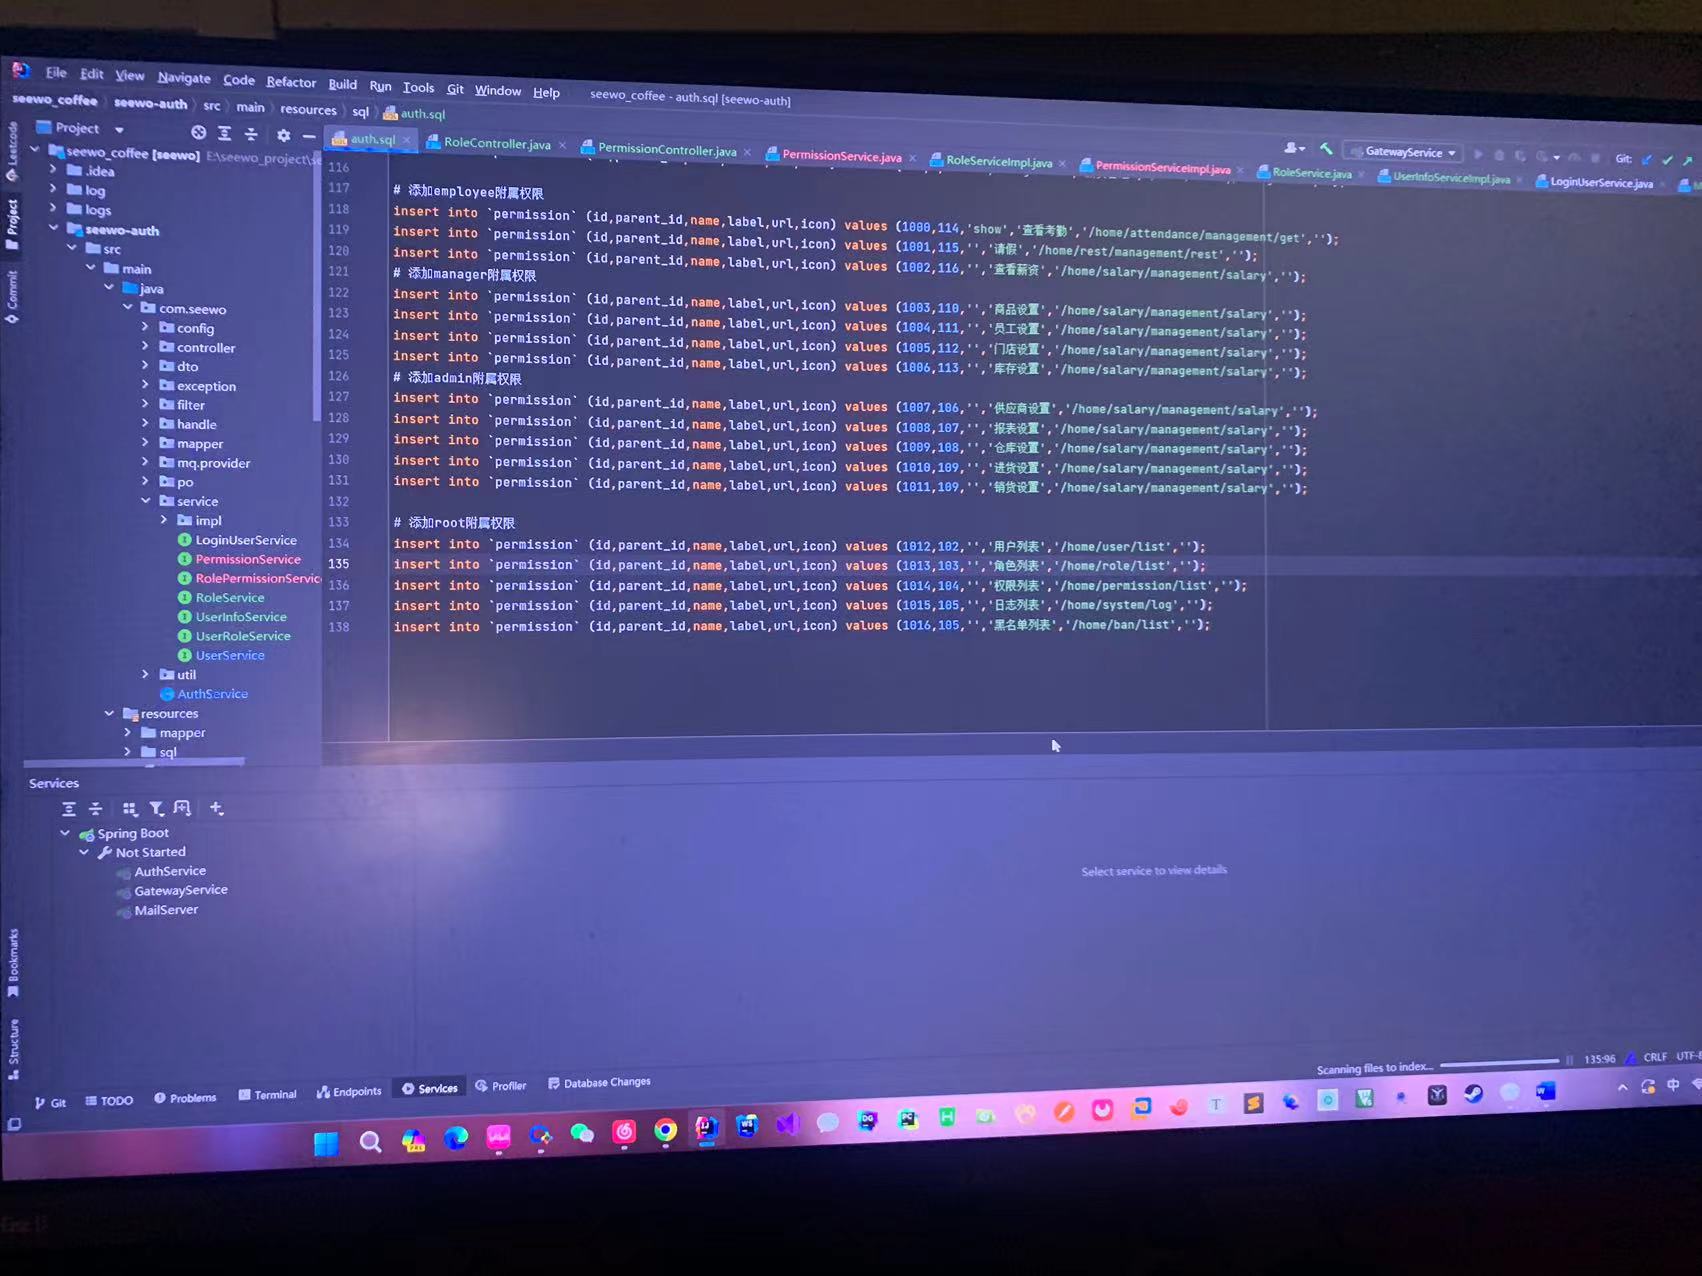 File Edit View Navigate Code Refactor Build Run Tools Git Window Help seewo_coffee - auth.sql [seewo-auth]
seewo_coffee seewo-auth src main resources sql auth.sql
GatewayService Git:
Project
auth.sql RoleController.java PermissionController.java PermissionService.java RoleServiceImpl.java PermissionServiceImpl.java RoleService.java UserInfoServiceImpl.java LoginUserService.java
Leetcode
Project
Commit
Bookmarks
Structure
seewo_coffee [seewo] E:\seewo_project\se
.idea
log
logs
seewo-auth
src
main
java
com.seewo
config
controller
dto
exception
filter
handle
mapper
mq.provider
po
service
impl
LoginUserService
PermissionService
RolePermissionServic
RoleService
UserInfoService
UserRoleService
UserService
util
AuthService
resources
mapper
sql
116
117 # 添加employee附属权限
118 insert into `permission` (id,parent_id,name,label,url,icon) values (1000,114,'show','查看考勤','/home/attendance/management/get','');
119 insert into `permission` (id,parent_id,name,label,url,icon) values (1001,115,'','请假','/home/rest/management/rest','');
120 insert into `permission` (id,parent_id,name,label,url,icon) values (1002,116,'','查看薪资','/home/salary/management/salary','');
121 # 添加manager附属权限
122 insert into `permission` (id,parent_id,name,label,url,icon) values (1003,110,'','商品设置','/home/salary/management/salary','');
123 insert into `permission` (id,parent_id,name,label,url,icon) values (1004,111,'','员工设置','/home/salary/management/salary','');
124 insert into `permission` (id,parent_id,name,label,url,icon) values (1005,112,'','门店设置','/home/salary/management/salary','');
125 insert into `permission` (id,parent_id,name,label,url,icon) values (1006,113,'','库存设置','/home/salary/management/salary','');
126 # 添加admin附属权限
127 insert into `permission` (id,parent_id,name,label,url,icon) values (1007,106,'','供应商设置','/home/salary/management/salary','');
128 insert into `permission` (id,parent_id,name,label,url,icon) values (1008,107,'','报表设置','/home/salary/management/salary','');
129 insert into `permission` (id,parent_id,name,label,url,icon) values (1009,108,'','仓库设置','/home/salary/management/salary','');
130 insert into `permission` (id,parent_id,name,label,url,icon) values (1010,109,'','进货设置','/home/salary/management/salary','');
131 insert into `permission` (id,parent_id,name,label,url,icon) values (1011,109,'','销货设置','/home/salary/management/salary','');
132
133 # 添加root附属权限
134 insert into `permission` (id,parent_id,name,label,url,icon) values (1012,102,'','用户列表','/home/user/list','');
135 insert into `permission` (id,parent_id,name,label,url,icon) values (1013,103,'','角色列表','/home/role/list','');
136 insert into `permission` (id,parent_id,name,label,url,icon) values (1014,104,'','权限列表','/home/permission/list','');
137 insert into `permission` (id,parent_id,name,label,url,icon) values (1015,105,'','日志列表','/home/system/log','');
138 insert into `permission` (id,parent_id,name,label,url,icon) values (1016,105,'','黑名单列表','/home/ban/list','');
Services
Spring Boot
Not Started
AuthService
GatewayService
MailServer
Select service to view details
Git TODO Problems Terminal Endpoints Services Profiler Database Changes
Scanning files to index... 135:96 CRLF UTF-8
中